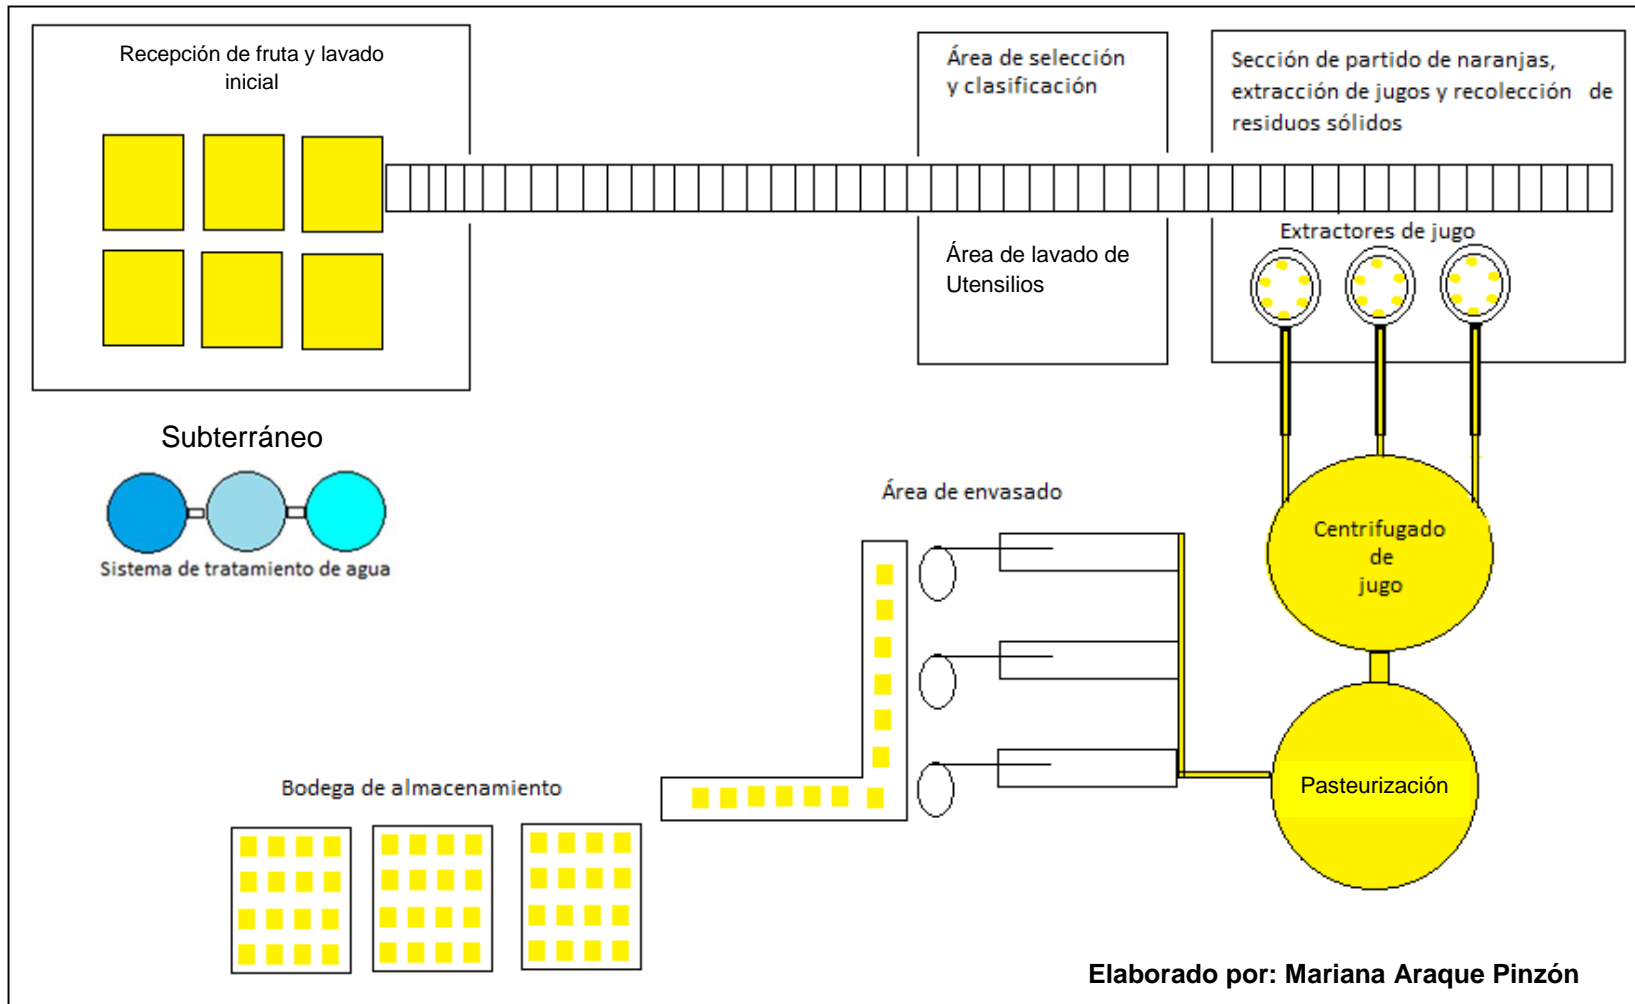 Recepción de fruta y lavado
inicial
Área de selección
y clasificación
Sección de partido de naranjas,
extracción de jugos y recolección de
residuos sólidos
Extractores de jugo
Área de lavado de
Utensilios
Subterráneo
Sistema de tratamiento de agua
Área de envasado
Centrifugado
de
jugo
Pasteurización
Bodega de almacenamiento
Elaborado por: Mariana Araque Pinzón